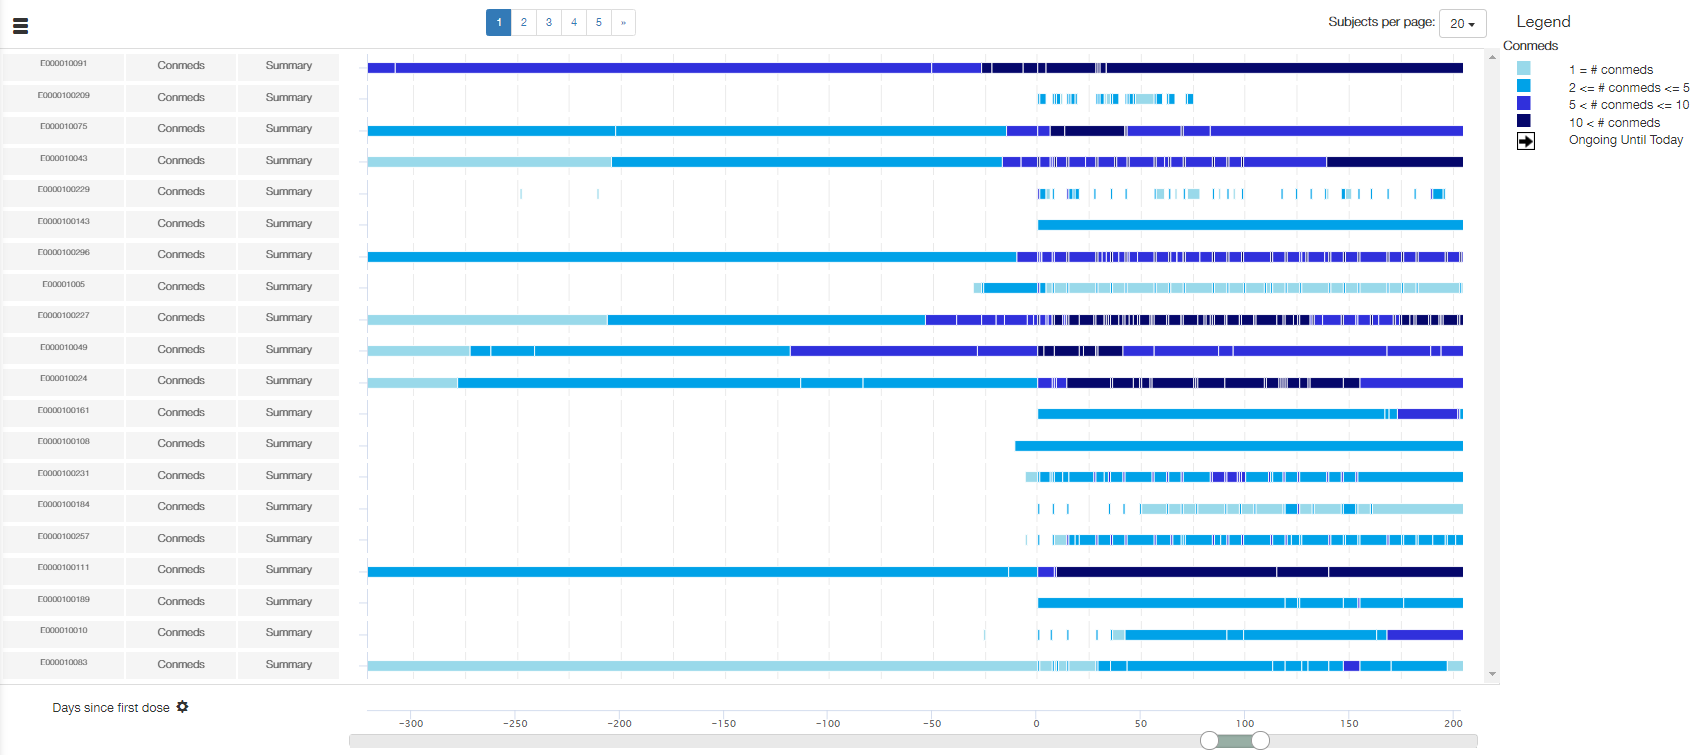 1 2 3 4 5 »
Subjects per page: 20
Legend
Conmeds
1 = # conmeds
2 <= # conmeds <= 5
5 < # conmeds <= 10
10 < # conmeds
Ongoing Until Today
E000010091 Conmeds Summary
E0000100209 Conmeds Summary
E000010075 Conmeds Summary
E000010043 Conmeds Summary
E0000100229 Conmeds Summary
E0000100143 Conmeds Summary
E0000100296 Conmeds Summary
E00001005 Conmeds Summary
E0000100227 Conmeds Summary
E000010049 Conmeds Summary
E000010024 Conmeds Summary
E0000100161 Conmeds Summary
E0000100108 Conmeds Summary
E0000100231 Conmeds Summary
E0000100184 Conmeds Summary
E0000100257 Conmeds Summary
E0000100111 Conmeds Summary
E0000100189 Conmeds Summary
E000010010 Conmeds Summary
E000010083 Conmeds Summary
Days since first dose
-300 -250 -200 -150 -100 -50 0 50 100 150 200